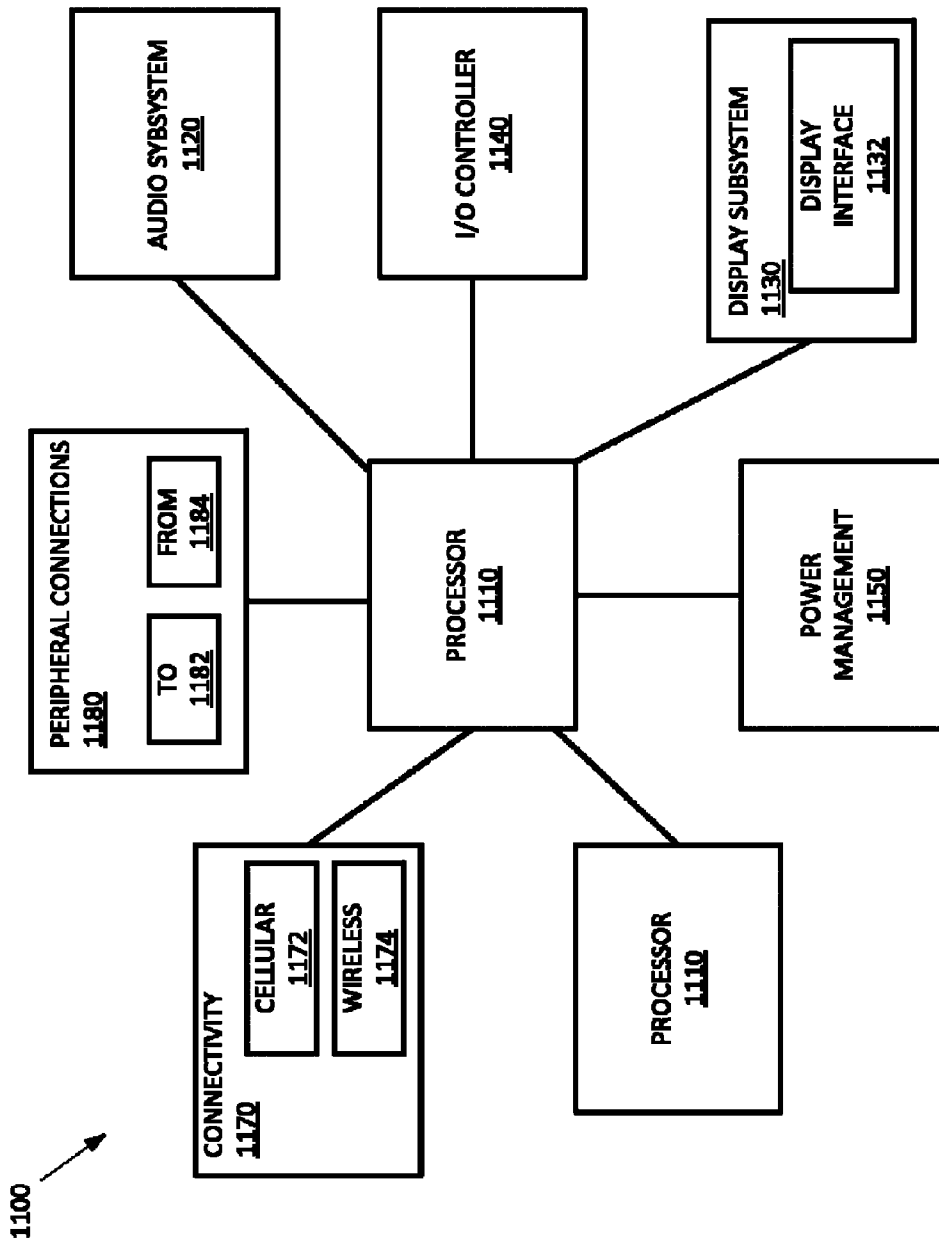 1100
CONNECTIVITY
1170
CELLULAR
1172
WIRELESS
1174
PERIPHERAL CONNECTIONS
1180
TO
1182
FROM
1184
AUDIO SYBSYSTEM
1120
PROCESSOR
1110
PROCESSOR
1110
I/O CONTROLLER
1140
POWER
MANAGEMENT
1150
DISPLAY SUBSYSTEM
1130
DISPLAY
INTERFACE
1132